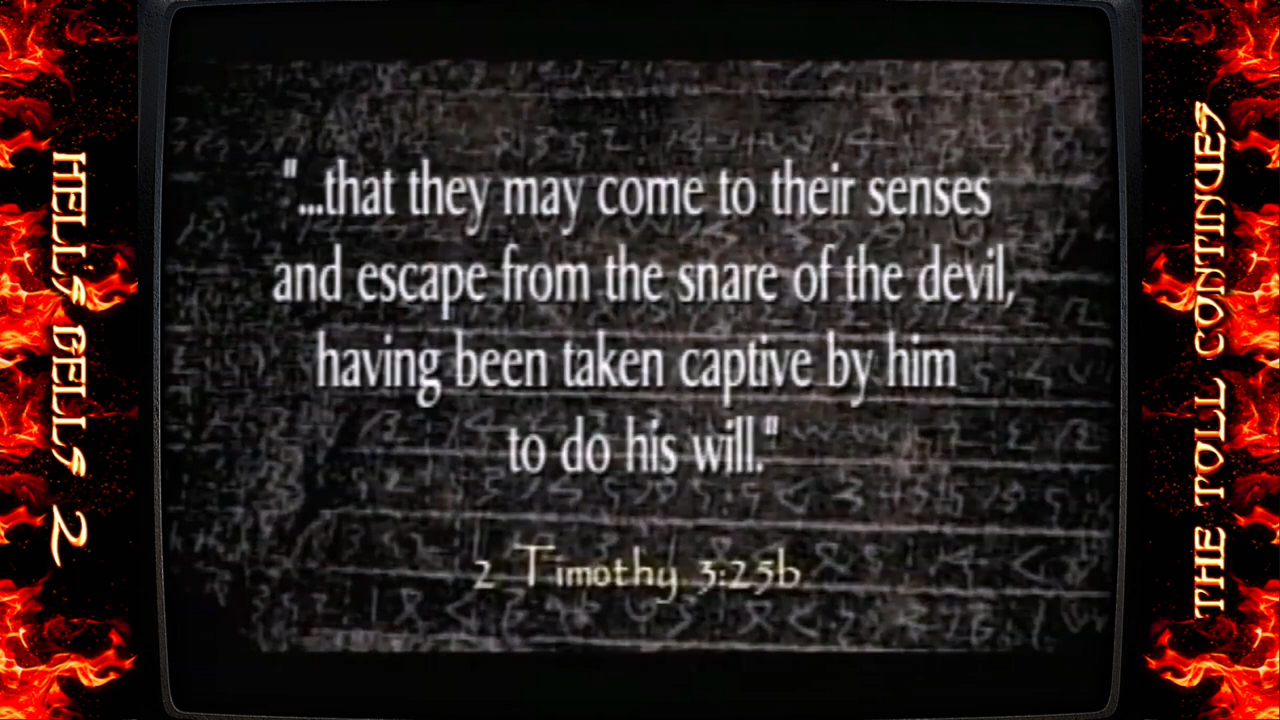 HELL'S BELLS 2
"...that they may come to their senses
and escape from the snare of the devil,
having been taken captive by him
to do his will."
2 Timothy 3:25b
THE TOLL CONTINUES